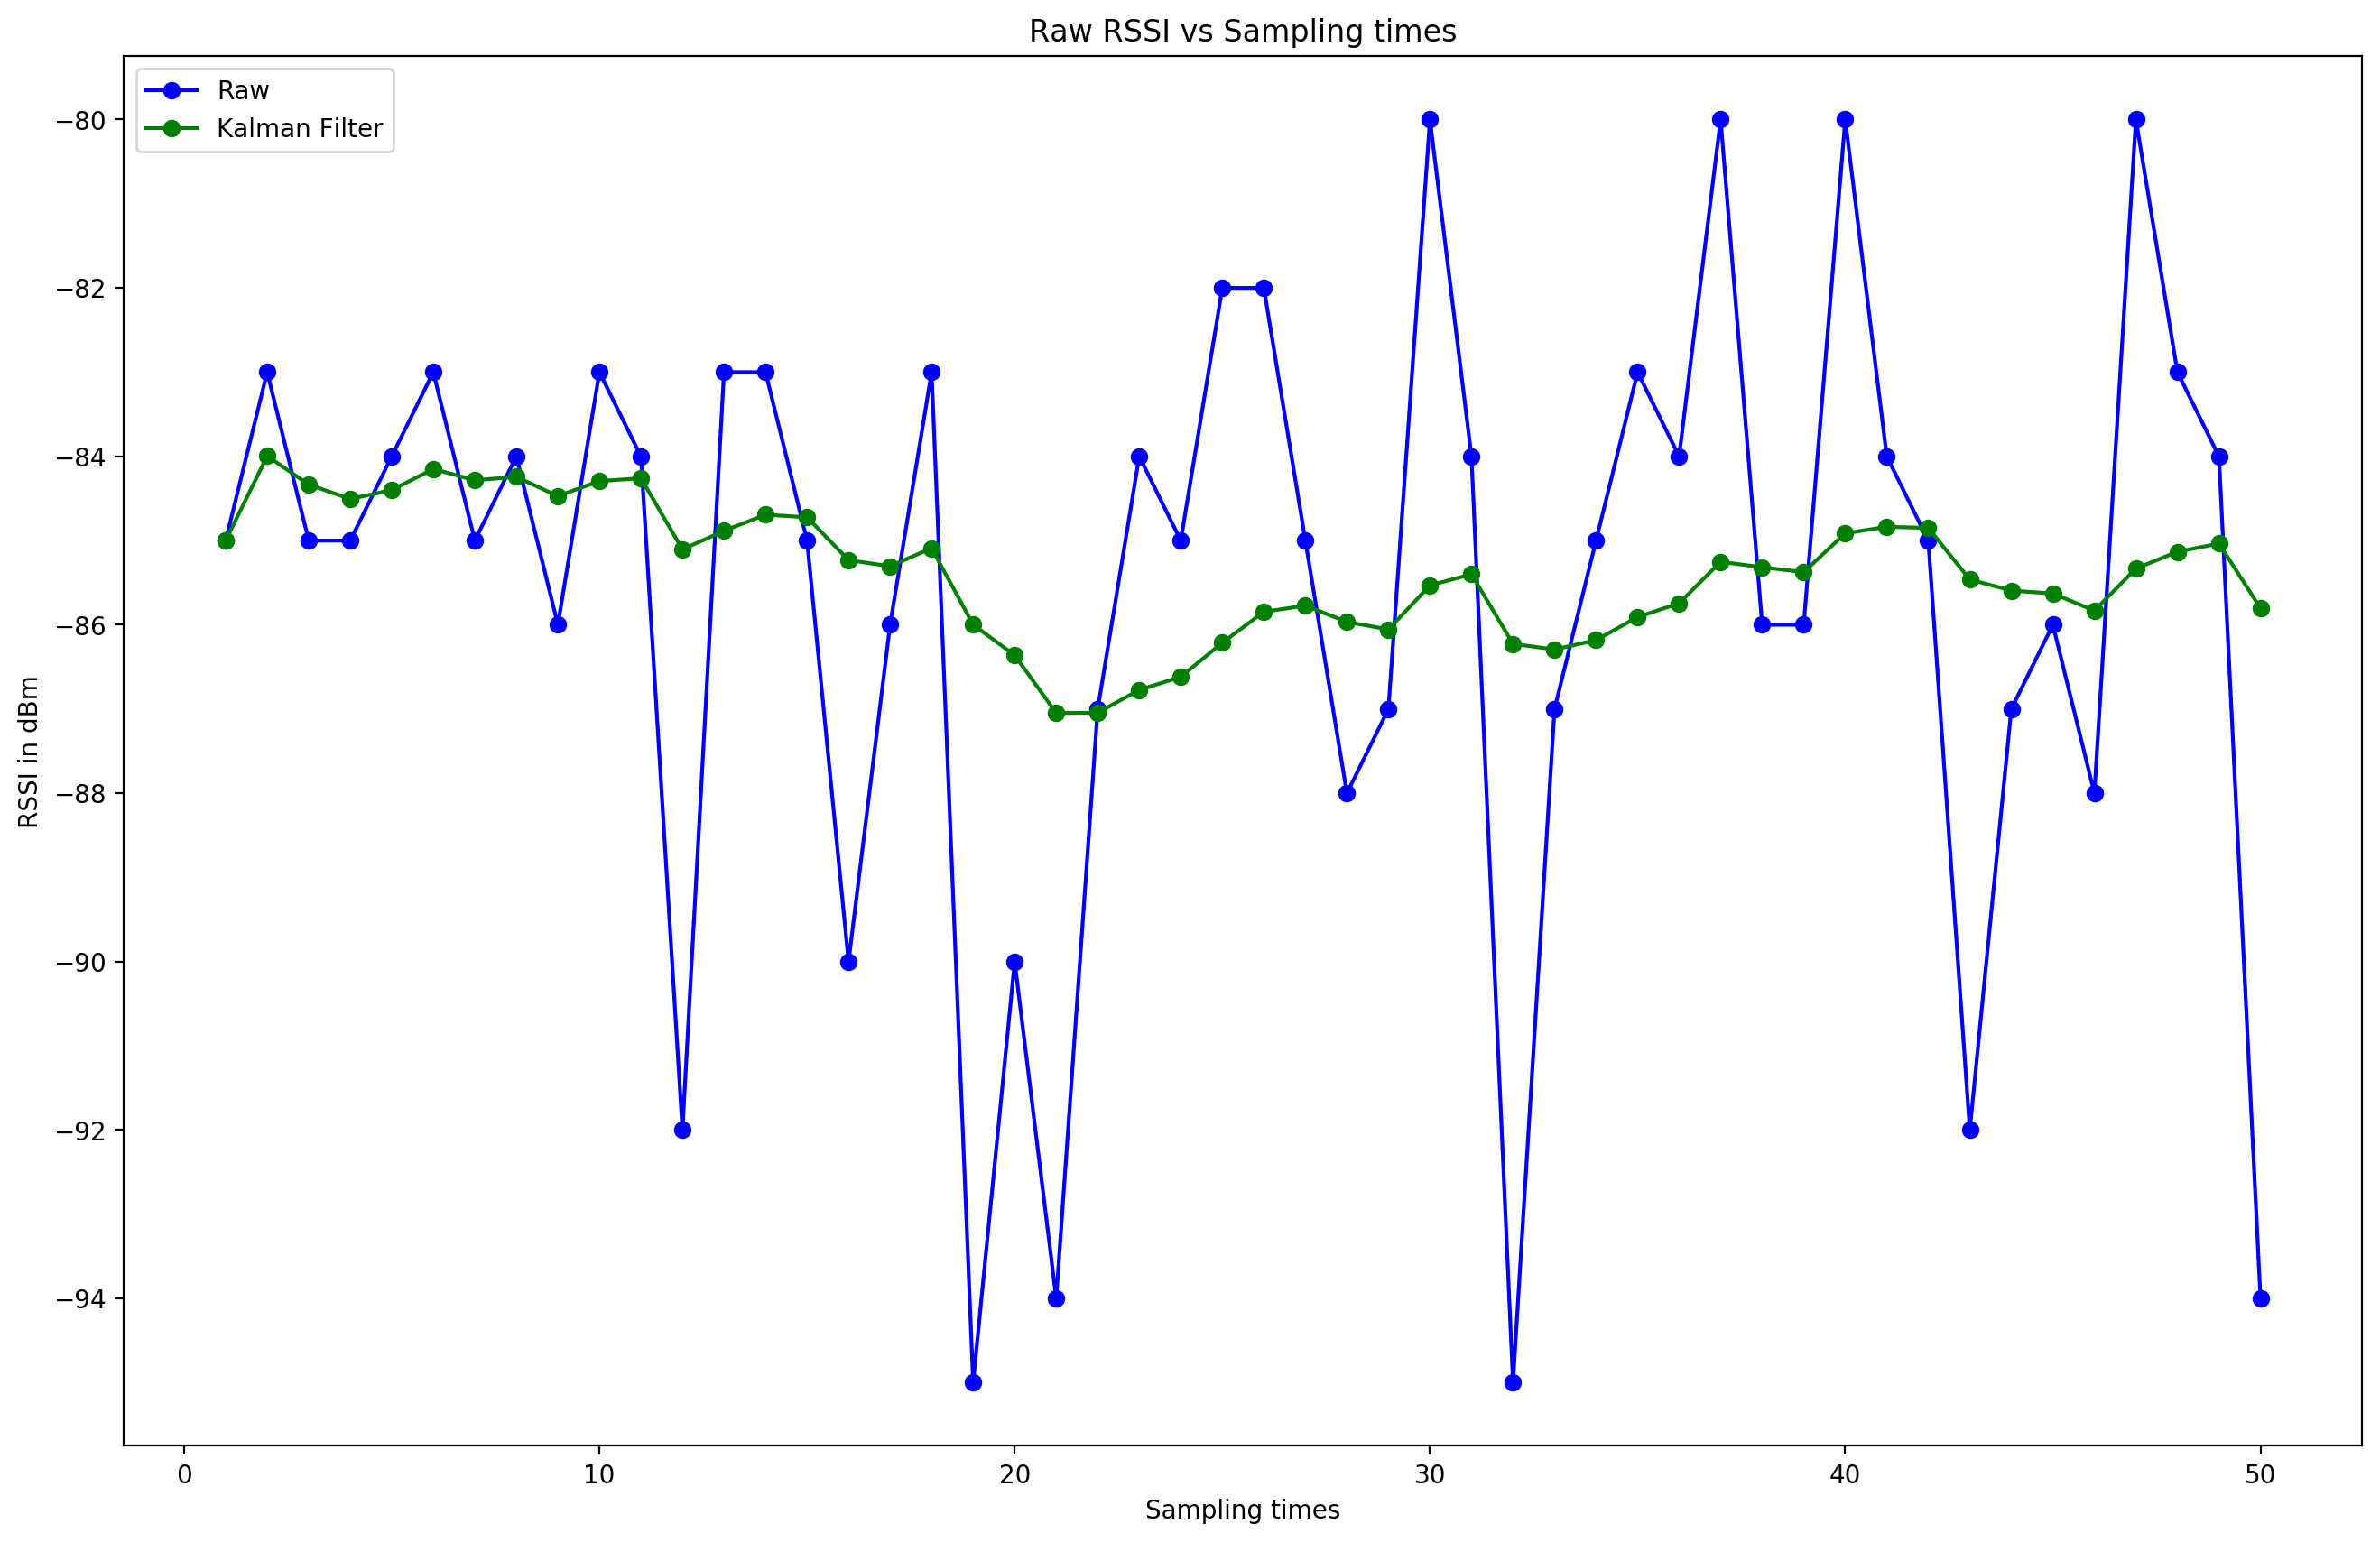 Raw RSSI vs Sampling times
Raw
Kalman Filter
−80
−82
−84
−86
−88
−90
−92
−94
RSSI in dBm
0 10 20 30 40 50
Sampling times